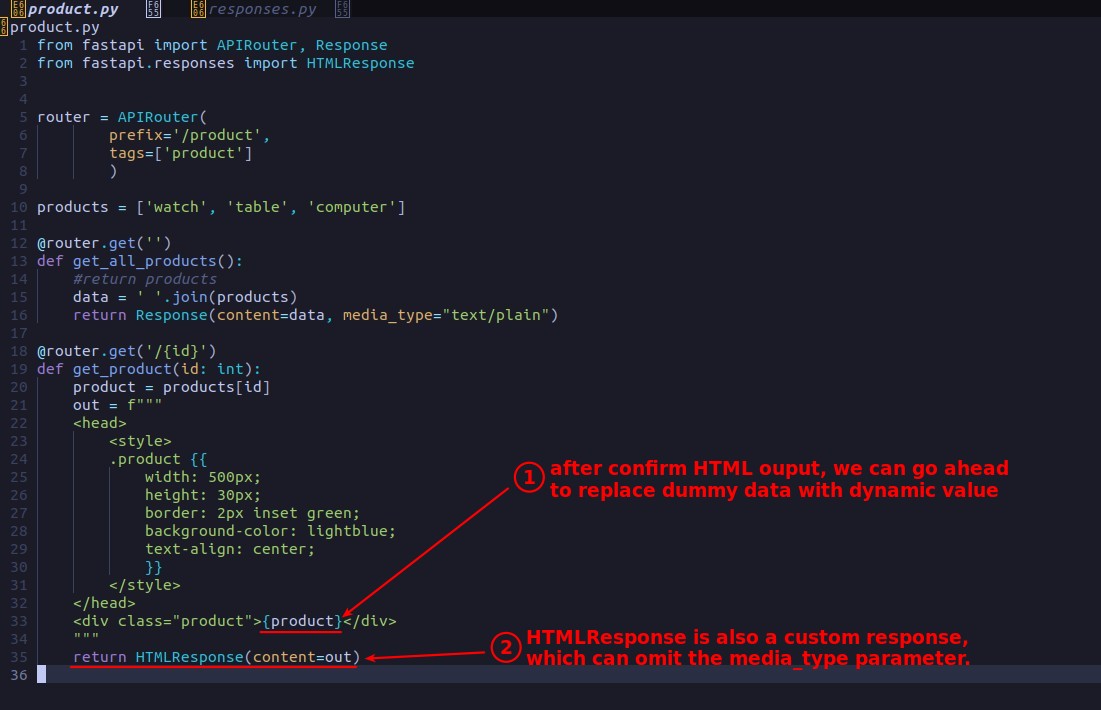 product.py responses.py
product.py
1 from fastapi import APIRouter, Response
2 from fastapi.responses import HTMLResponse
3
4
5 router = APIRouter(
6 prefix='/product',
7 tags=['product']
8 )
9
10 products = ['watch', 'table', 'computer']
11
12 @router.get('')
13 def get_all_products():
14 #return products
15 data = ' '.join(products)
16 return Response(content=data, media_type="text/plain")
17
18 @router.get('/{id}')
19 def get_product(id: int):
20 product = products[id]
21 out = f"""
22 <head>
23 <style>
24 .product {{
25 width: 500px;
26 height: 30px;
27 border: 2px inset green;
28 background-color: lightblue;
29 text-align: center;
30 }}
31 </style>
32 </head>
33 <div class="product">{product}</div>
34 """
35 return HTMLResponse(content=out)
36
1 after confirm HTML ouput, we can go ahead
to replace dummy data with dynamic value
2 HTMLResponse is also a custom response,
which can omit the media_type parameter.